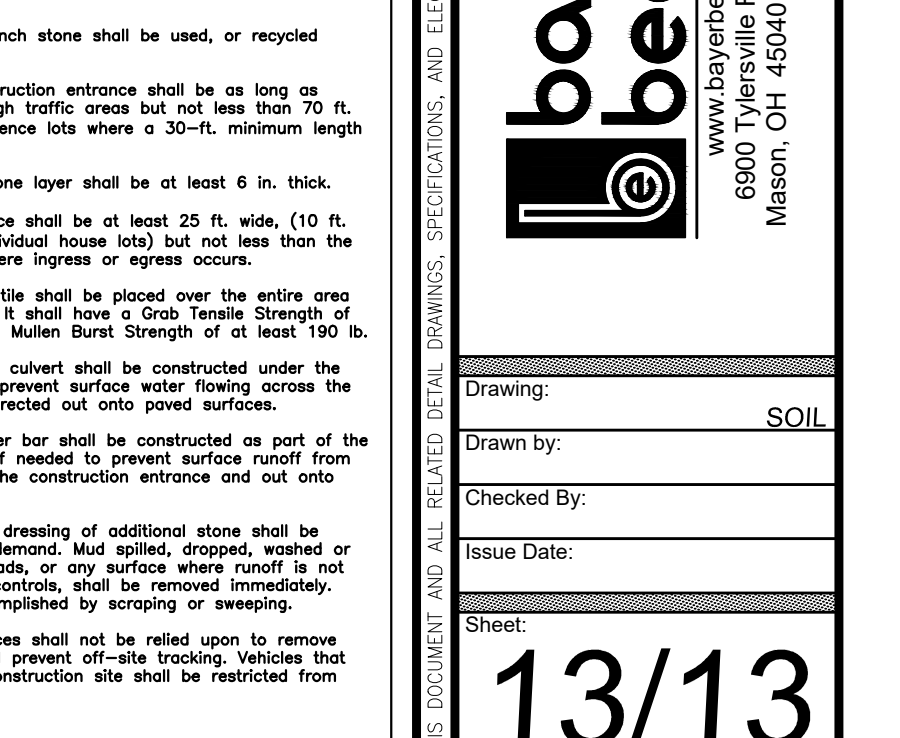 nch stone shall be used, or recycled
ruction entrance shall be as long as
gh traffic areas but not less than 70 ft.
ence lots where a 30–ft. minimum length
one layer shall be at least 6 in. thick.
ce shall be at least 25 ft. wide, (10 ft.
ividual house lots) but not less than the
ere ingress or egress occurs.
tile shall be placed over the entire area
It shall have a Grab Tensile Strength of
Mullen Burst Strength of at least 190 lb.
culvert shall be constructed under the
prevent surface water flowing across the
rected out onto paved surfaces.
er bar shall be constructed as part of the
f needed to prevent surface runoff from
he construction entrance and out onto
dressing of additional stone shall be
demand. Mud spilled, dropped, washed or
ads, or any surface where runoff is not
controls, shall be removed immediately.
mplished by scraping or sweeping.
ces shall not be relied upon to remove
prevent off–site tracking. Vehicles that
onstruction site shall be restricted from
IS DOCUMENT AND ALL RELATED DETAIL DRAWINGS, SPECIFICATIONS, AND ELEC
ba
be
www.bayerbe
6900 Tylersville R
Mason, OH 45040
Drawing:
SOIL
Drawn by:
Checked By:
Issue Date:
Sheet:
13/13